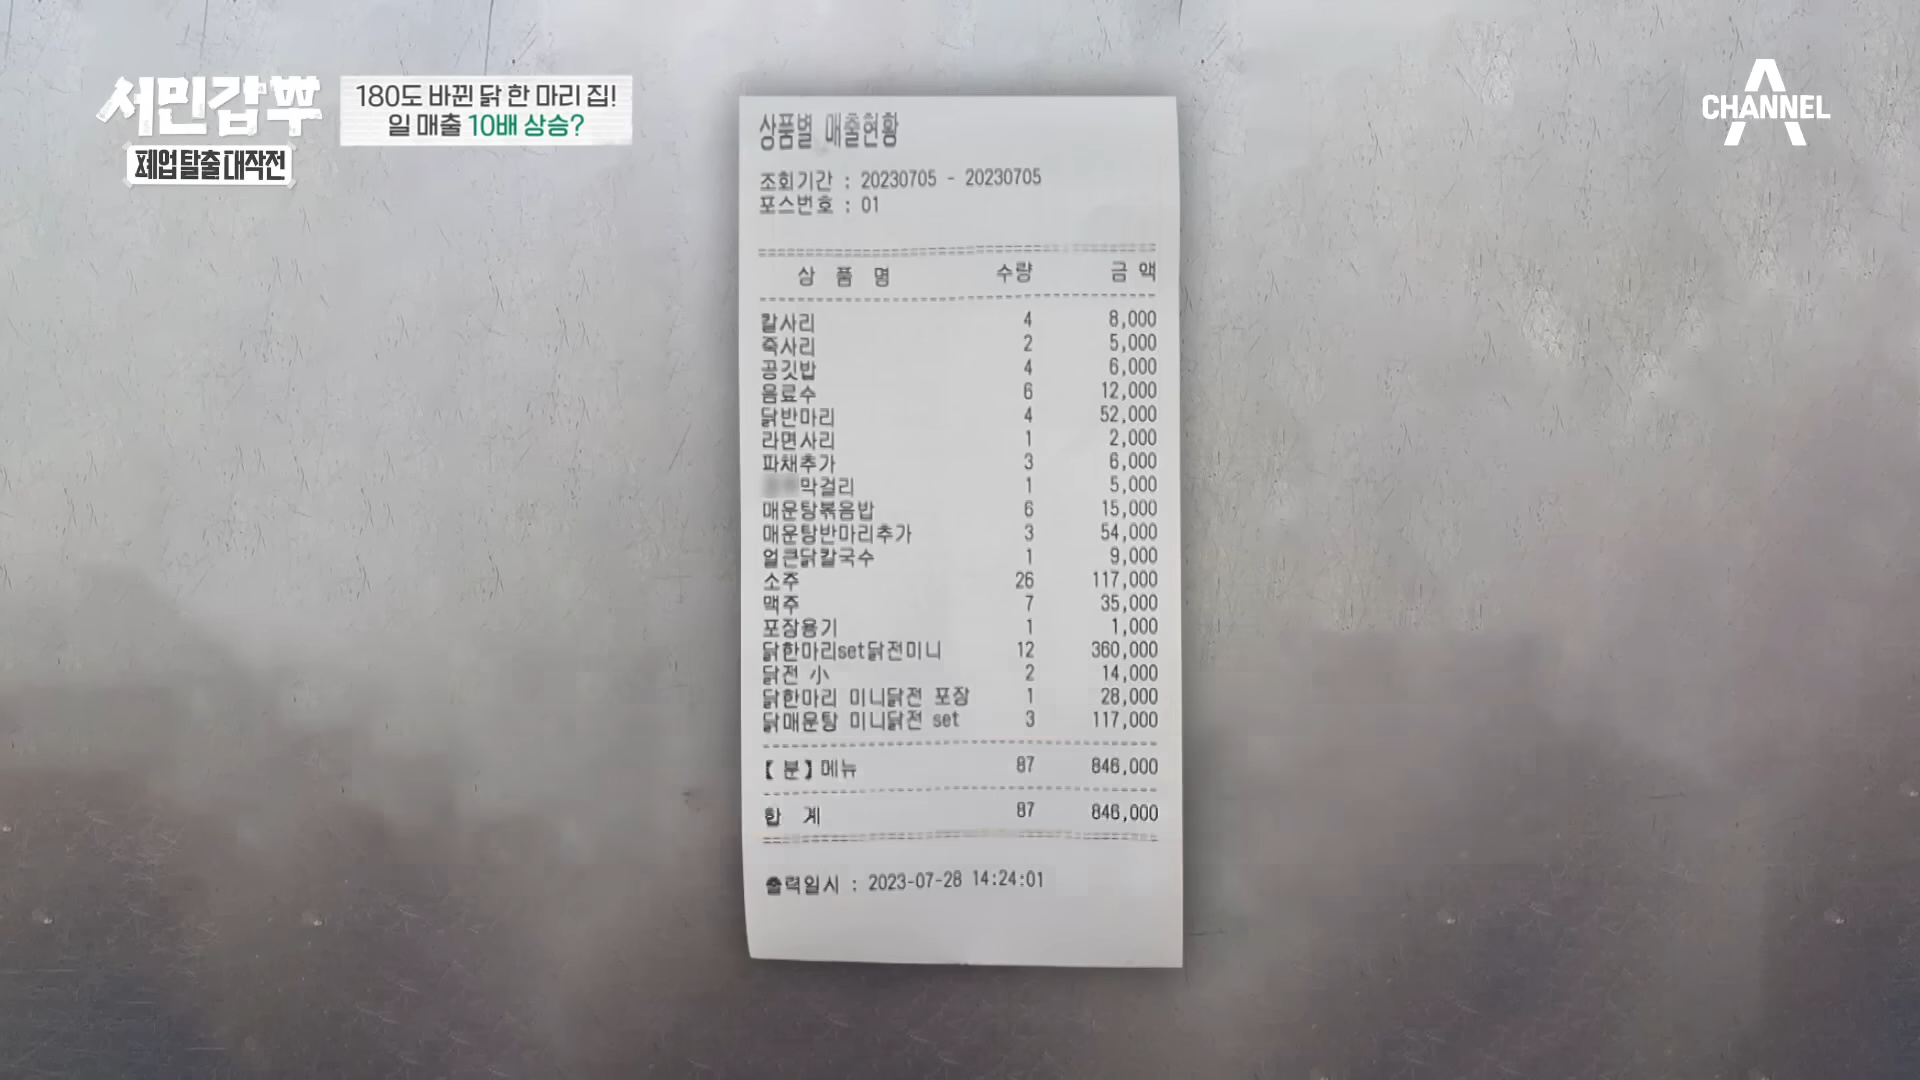 서민갑뿌
폐업 탈출 대작전
180도 바뀐 닭 한 마리 집!
일 매출 10배 상승?
CHANNEL A
상품별 매출현황
조회기간 : 20230705 - 20230705
포스번호 : 01
상 품 명 수량 금 액
칼사리 4 8,000
죽사리 2 5,000
공깃밥 4 6,000
음료수 6 12,000
닭반마리 4 52,000
라면사리 1 2,000
파채추가 3 6,000
막걸리 1 5,000
매운탕볶음밥 6 15,000
매운탕반마리추가 3 54,000
얼큰닭칼국수 1 9,000
소주 26 117,000
맥주 7 35,000
포장용기 1 1,000
닭한마리set닭전미니 12 360,000
닭전 小 2 14,000
닭한마리 미니닭전 포장 1 28,000
닭매운탕 미니닭전 set 3 117,000
【 분】메뉴 87 846,000
합 계 87 846,000
출력일시 : 2023-07-28 14:24:01